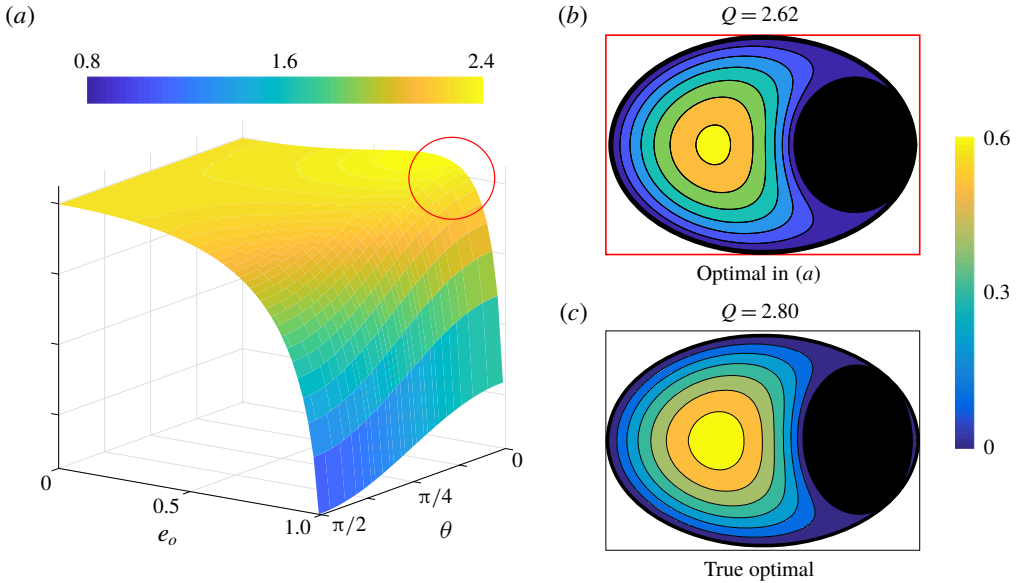 (a)
0.8 1.6 2.4
0
0.5
1.0
e_o
π/2
π/4
0
θ
(b)
Q = 2.62
Optimal in (a)
(c)
Q = 2.80
True optimal
0.6
0.3
0